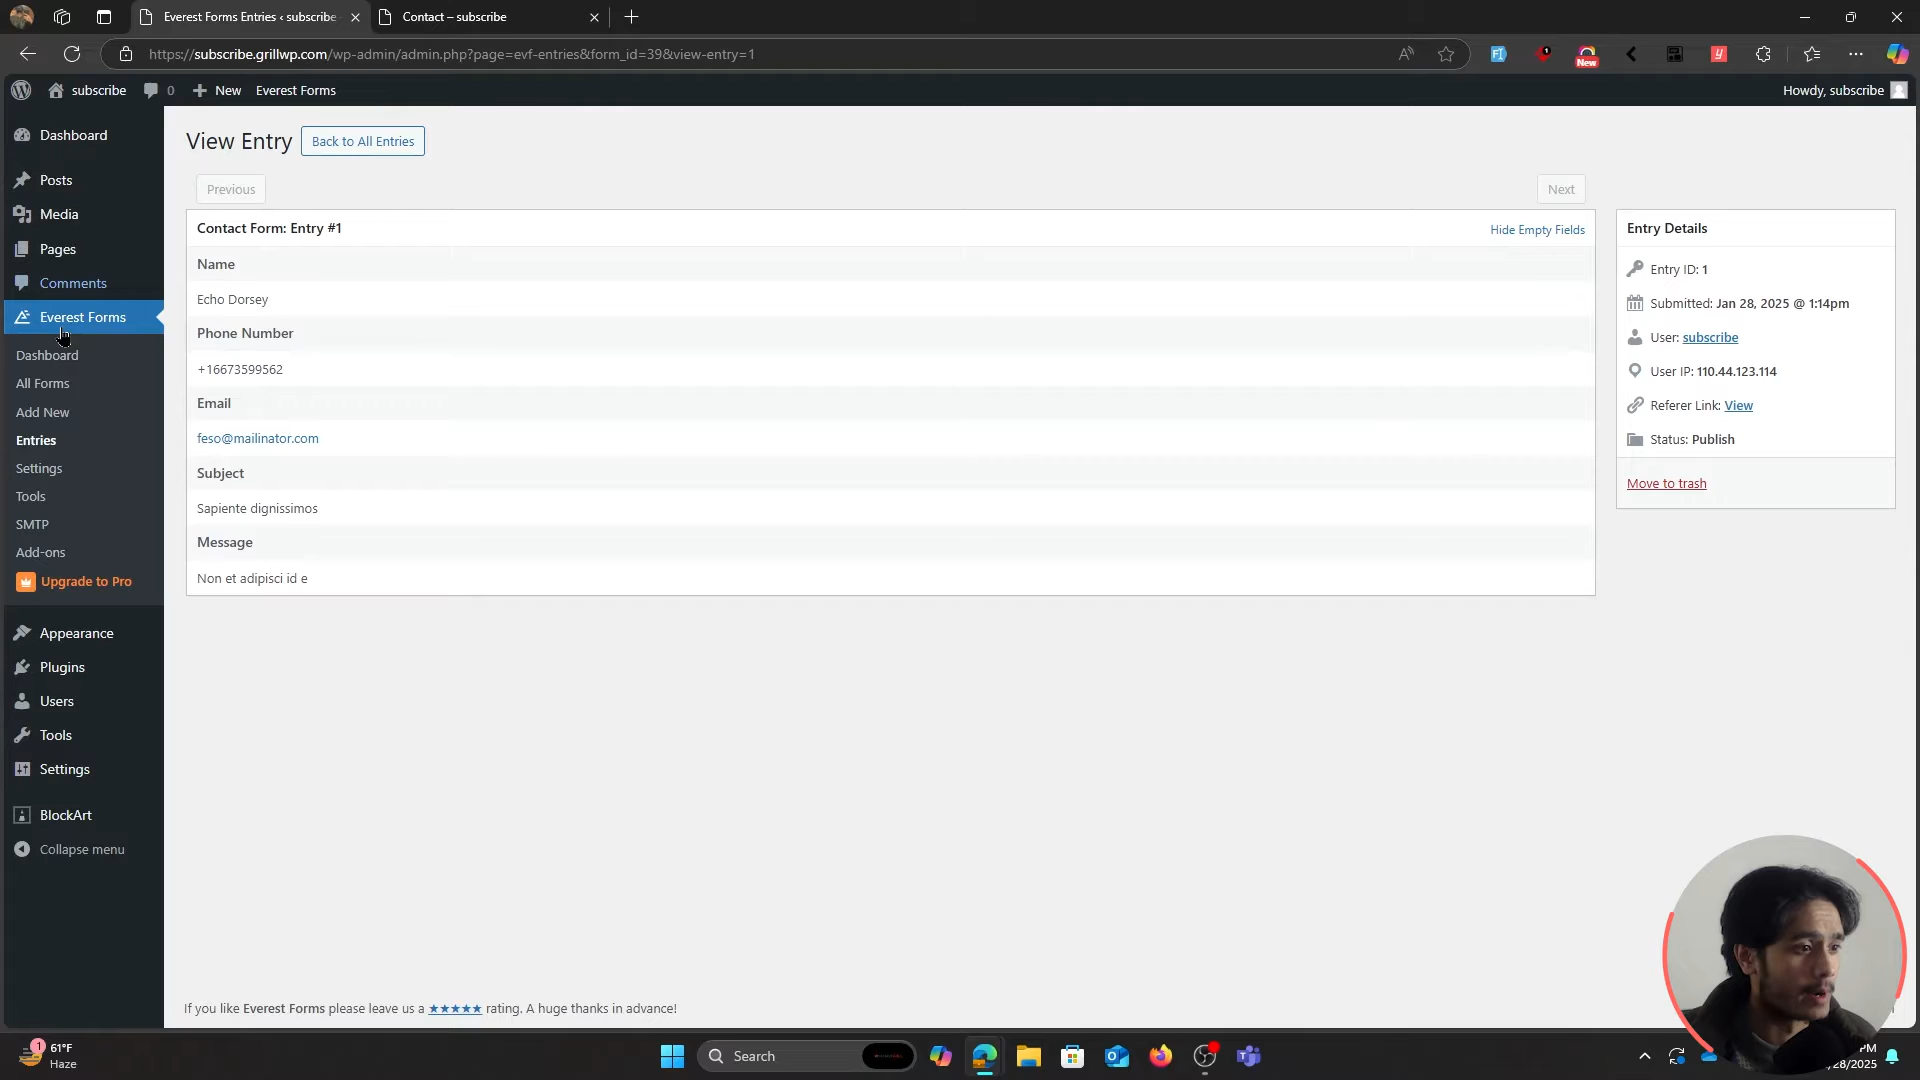 Everest Forms Entries ‹ subscribe
Contact – subscribe
https://subscribe.grillwp.com/wp-admin/admin.php?page=evf-entries&form_id=39&view-entry=1
New
subscribe
0
New
Everest Forms
Howdy, subscribe
Dashboard
Posts
Media
Pages
Comments
Everest Forms
Dashboard
All Forms
Add New
Entries
Settings
Tools
SMTP
Add-ons
Upgrade to Pro
Appearance
Plugins
Users
Tools
Settings
BlockArt
Collapse menu
View Entry
Back to All Entries
Previous
Next
Contact Form: Entry #1
Hide Empty Fields
Name
Echo Dorsey
Phone Number
+16673599562
Email
feso@mailinator.com
Subject
Sapiente dignissimos
Message
Non et adipisci id e
Entry Details
Entry ID: 1
Submitted: Jan 28, 2025 @ 1:14pm
User: subscribe
User IP: 110.44.123.114
Referer Link: View
Status: Publish
Move to trash
If you like Everest Forms please leave us a ★★★★★ rating. A huge thanks in advance!
1
61°F
Haze
Search
PM
/28/2025